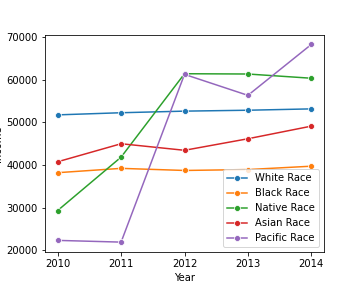 70000
60000
50000
40000
30000
20000
White Race
Black Race
Native Race
Asian Race
Pacific Race
2010 2011 2012 2013 2014
Year